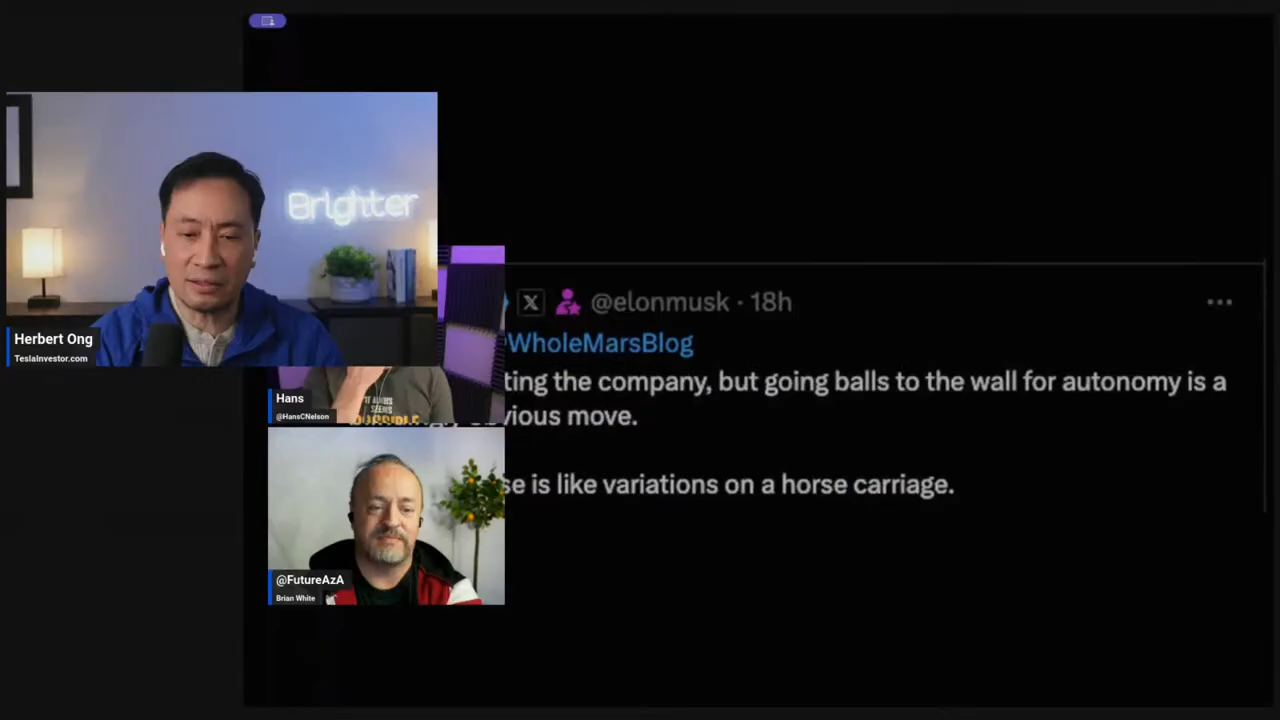 Brighter
Herbert Ong
TeslaInvestor.com
@elonmusk · 18h
WholeMarsBlog
ting the company, but going balls to the wall for autonomy is a
vious move.
is like variations on a horse carriage.
Hans
@HansCNelson
SEEMS
@FutureAzA
Brian White